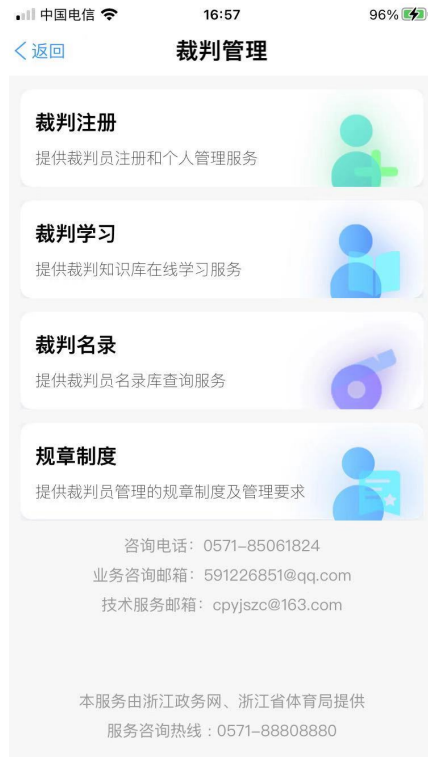 中国电信 16:57 96%
返回 裁判管理
裁判注册
提供裁判员注册和个人管理服务
裁判学习
提供裁判知识库在线学习服务
裁判名录
提供裁判员名录库查询服务
规章制度
提供裁判员管理的规章制度及管理要求
咨询电话：0571-85061824
业务咨询邮箱：591226851@qq.com
技术服务邮箱：cpyjszc@163.com
本服务由浙江政务网、浙江省体育局提供
服务咨询热线：0571-88808880